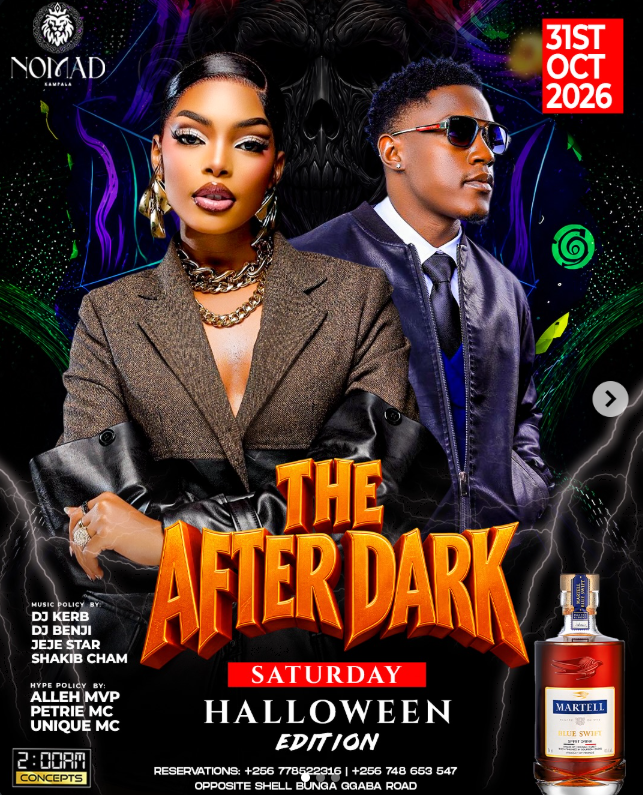 NOMAD
KAMPALA
31ST
OCT
2026
THE
AFTER DARK
SATURDAY
HALLOWEEN
EDITION
MUSIC POLICY BY:
DJ KERB
DJ BENJI
JEJE STAR
SHAKIB CHAM
HYPE POLICY BY:
ALLEH MVP
PETRIE MC
UNIQUE MC
2:00AM
CONCEPTS
RESERVATIONS: +256 778522316 | +256 748 653 547
OPPOSITE SHELL BUNGA GGABA ROAD
MARTELL
BLUE SWIFT